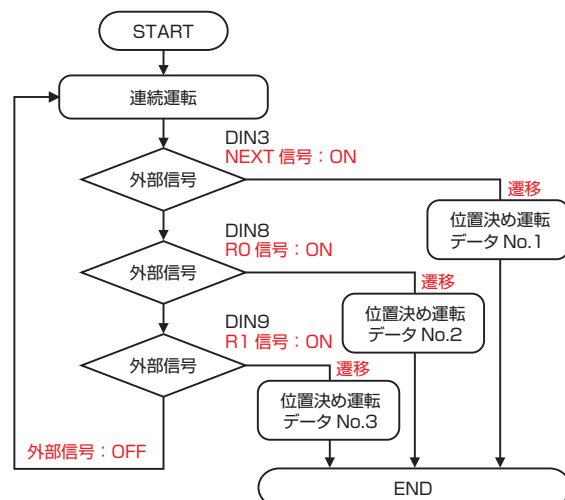 START
連続運転
DIN3
NEXT 信号：ON
外部信号
遷移
位置決め運転
データ No.1
DIN8
R0 信号：ON
外部信号
遷移
位置決め運転
データ No.2
DIN9
R1 信号：ON
外部信号
遷移
位置決め運転
データ No.3
外部信号：OFF
END